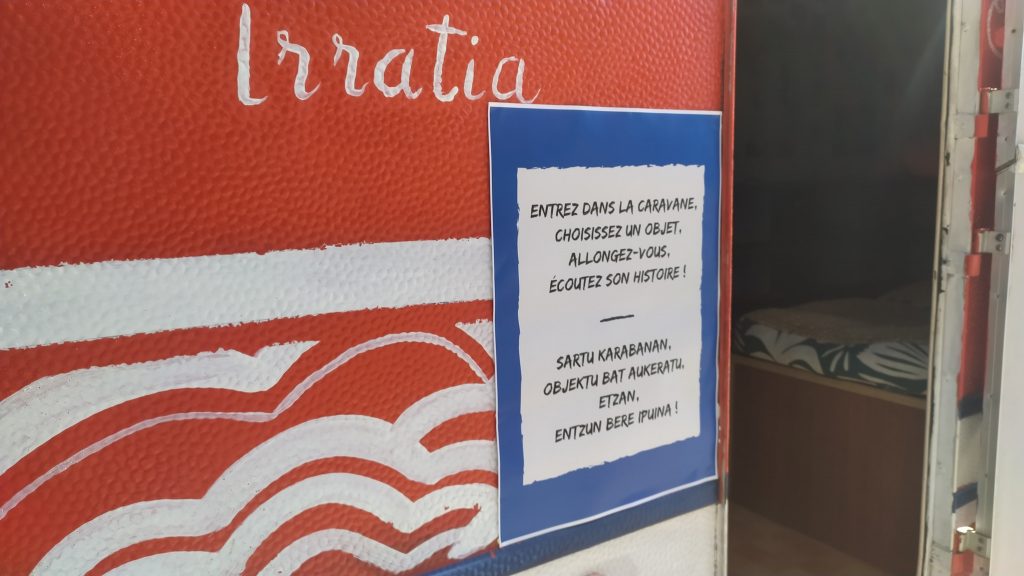 Irratia
ENTREZ DANS LA CARAVANE,
CHOISISSEZ UN OBJET,
ALLONGEZ-VOUS,
ÉCOUTEZ SON HISTOIRE !
SARTU KARABANAN,
OBJEKTU BAT AUKERATU,
ETZAN,
ENTZUN BERE IPUINA !